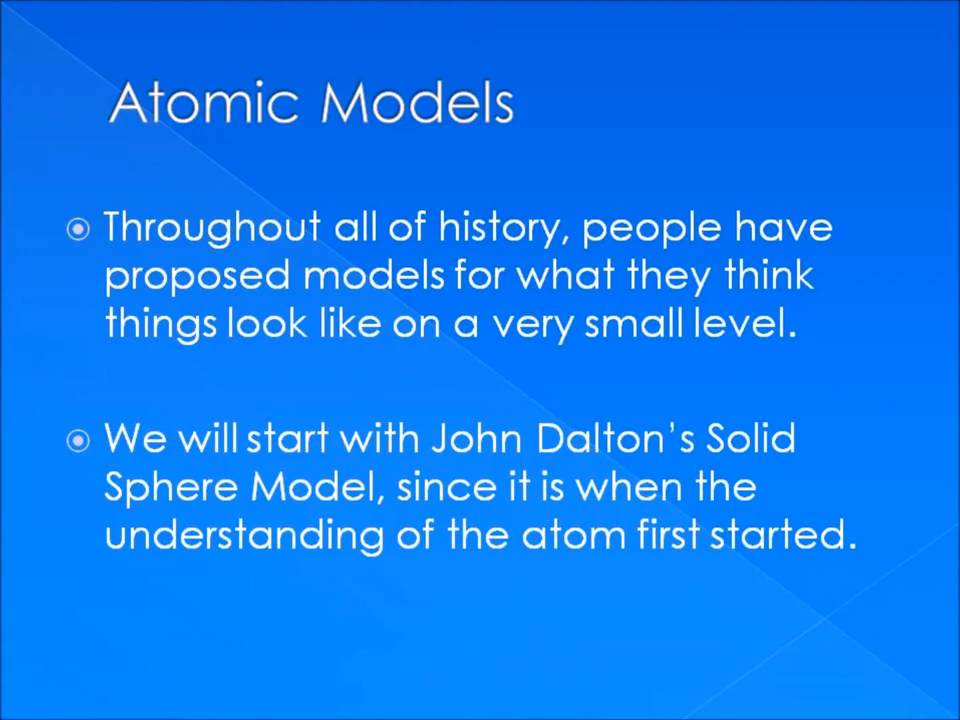 Atomic Models
Throughout all of history, people have
proposed models for what they think
things look like on a very small level.
We will start with John Dalton's Solid
Sphere Model, since it is when the
understanding of the atom first started.